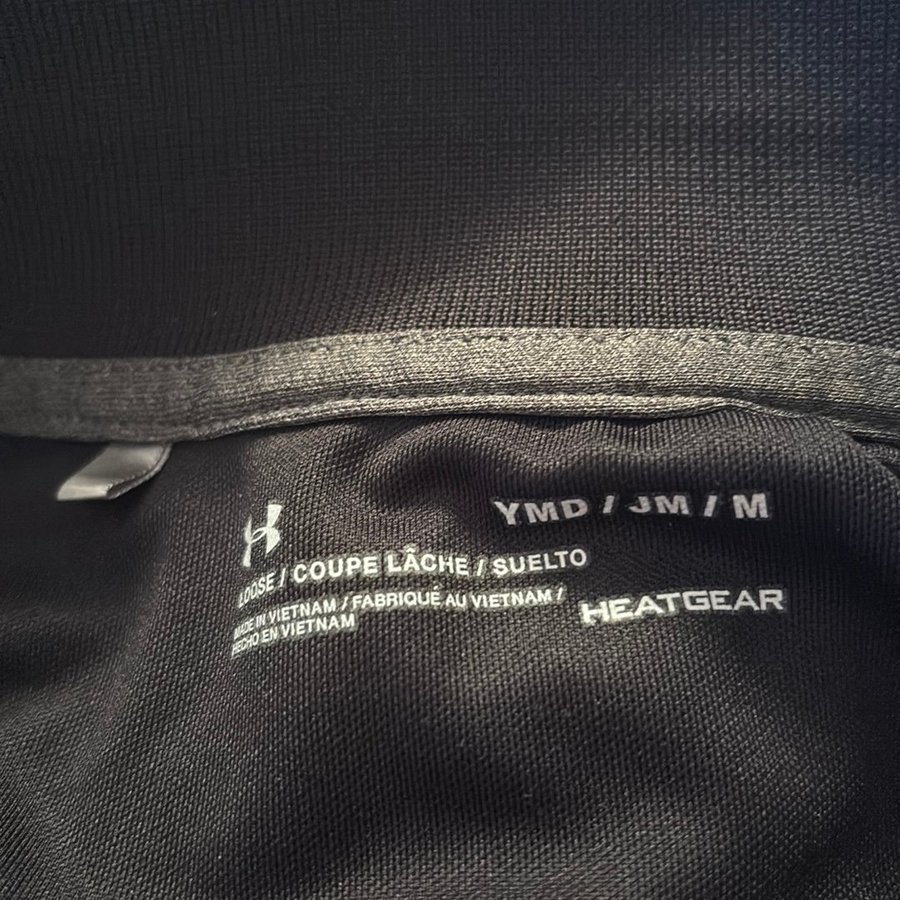 YMD / JM / M
LOOSE / COUPE LÂCHE / SUELTO
MADE IN VIETNAM / FABRIQUÉ AU VIETNAM /
HECHO EN VIETNAM
HEATGEAR